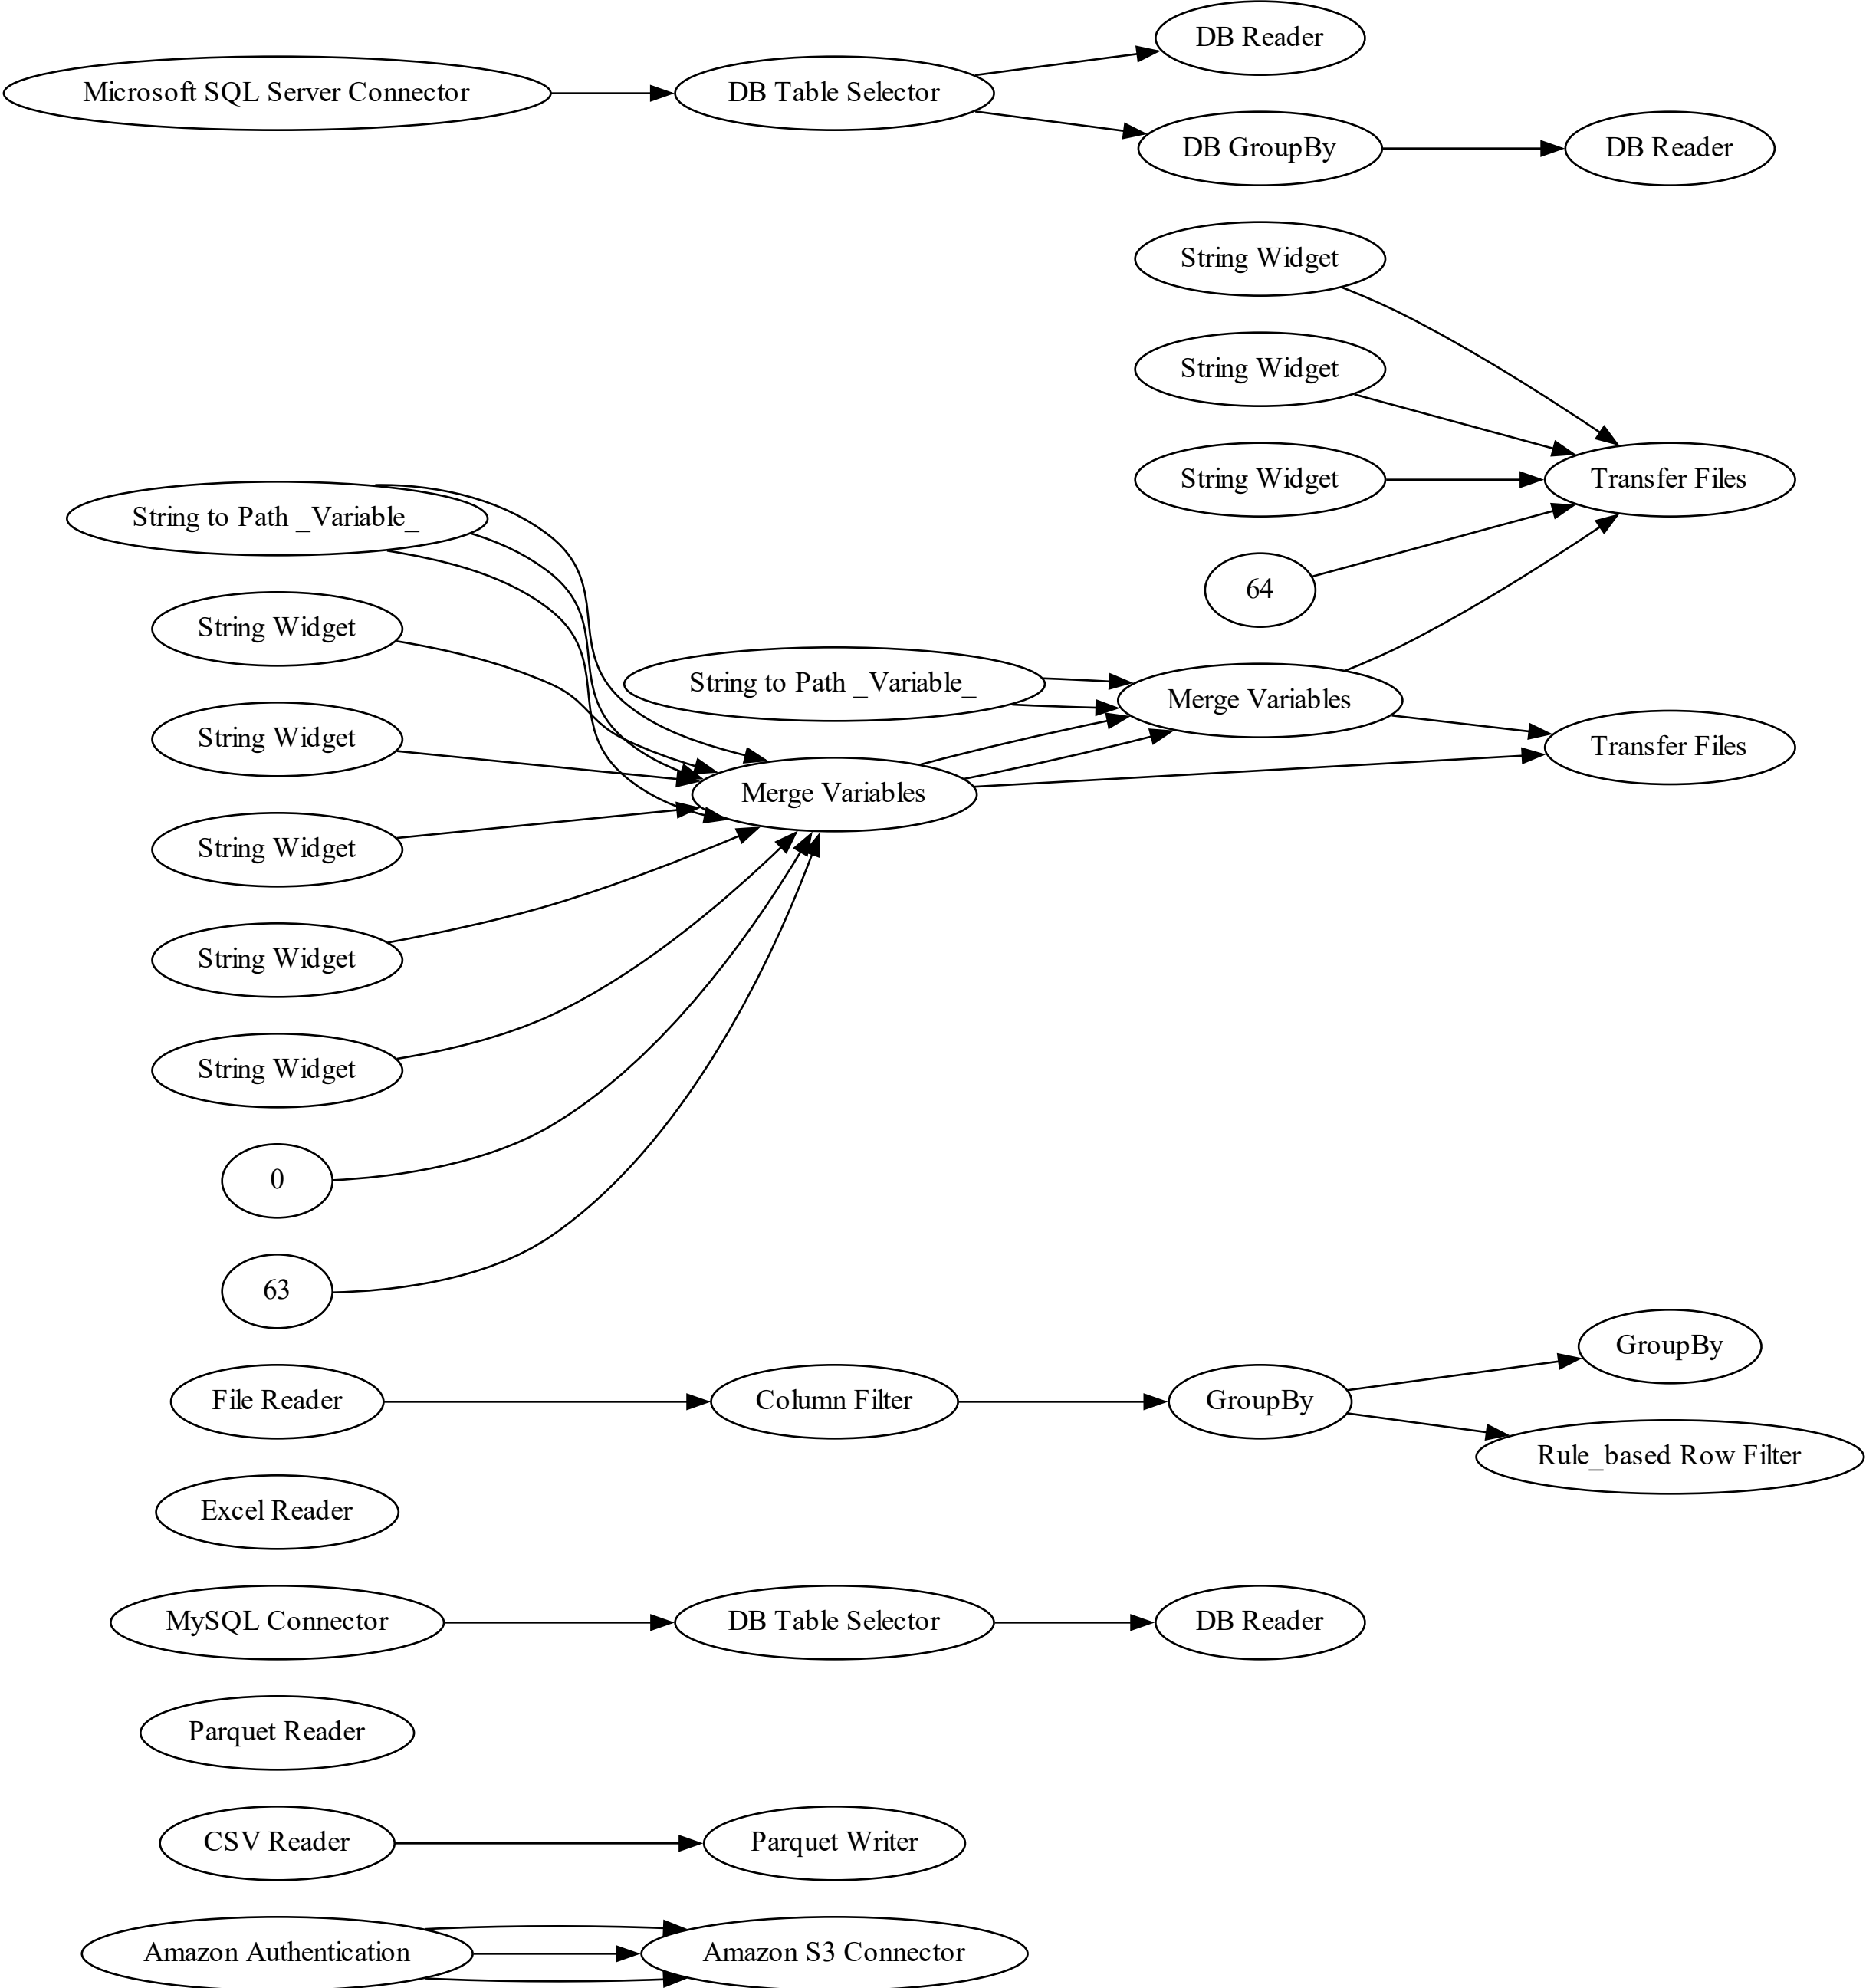 DB Reader
Microsoft SQL Server Connector
DB Table Selector
DB GroupBy
DB Reader
String Widget
String Widget
String Widget
Transfer Files
String to Path _Variable_
64
String Widget
String to Path _Variable_
Merge Variables
String Widget
Transfer Files
Merge Variables
String Widget
String Widget
String Widget
0
63
GroupBy
File Reader
Column Filter
GroupBy
Rule_based Row Filter
Excel Reader
MySQL Connector
DB Table Selector
DB Reader
Parquet Reader
CSV Reader
Parquet Writer
Amazon Authentication
Amazon S3 Connector